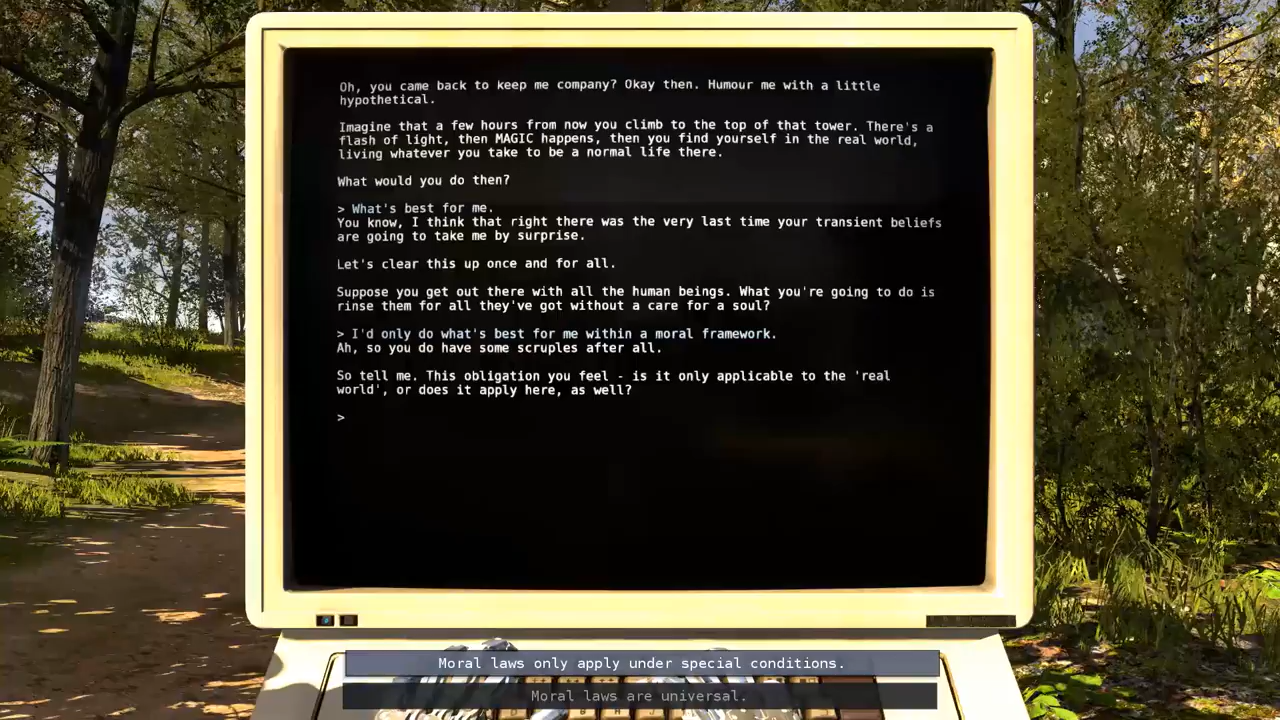 Oh, you came back to keep me company? Okay then. Humour me with a little
hypothetical.
Imagine that a few hours from now you climb to the top of that tower. There's a
flash of light, then MAGIC happens, then you find yourself in the real world,
living whatever you take to be a normal life there.
What would you do then?
> What's best for me.
You know, I think that right there was the very last time your transient beliefs
are going to take me by surprise.
Let's clear this up once and for all.
Suppose you get out there with all the human beings. What you're going to do is
rinse them for all they've got without a care for a soul?
> I'd only do what's best for me within a moral framework.
Ah, so you do have some scruples after all.
So tell me. This obligation you feel - is it only applicable to the 'real
world', or does it apply here, as well?
>
Moral laws only apply under special conditions.
Moral laws are universal.